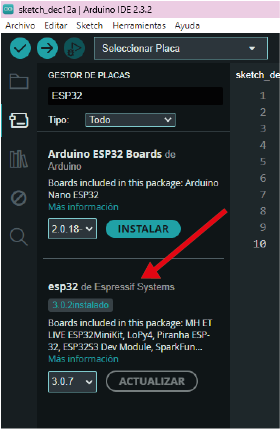 sketch_dec12a | Arduino IDE 2.3.2
Archivo Editar Sketch Herramientas Ayuda
Seleccionar Placa
GESTOR DE PLACAS
sketch_de
ESP32
Tipo: Todo
Arduino ESP32 Boards de
Arduino
Boards included in this package: Arduino
Nano ESP32
Más información
2.0.18-
INSTALAR
esp32 de Espressif Systems
3.0.2instalado
Boards included in this package: MH ET
LIVE ESP32MiniKit, LoPy4, Piranha ESP-
32, ESP32S3 Dev Module, SparkFun...
Más información
3.0.7
ACTUALIZAR
1
2
3
4
5
6
7
8
9
10